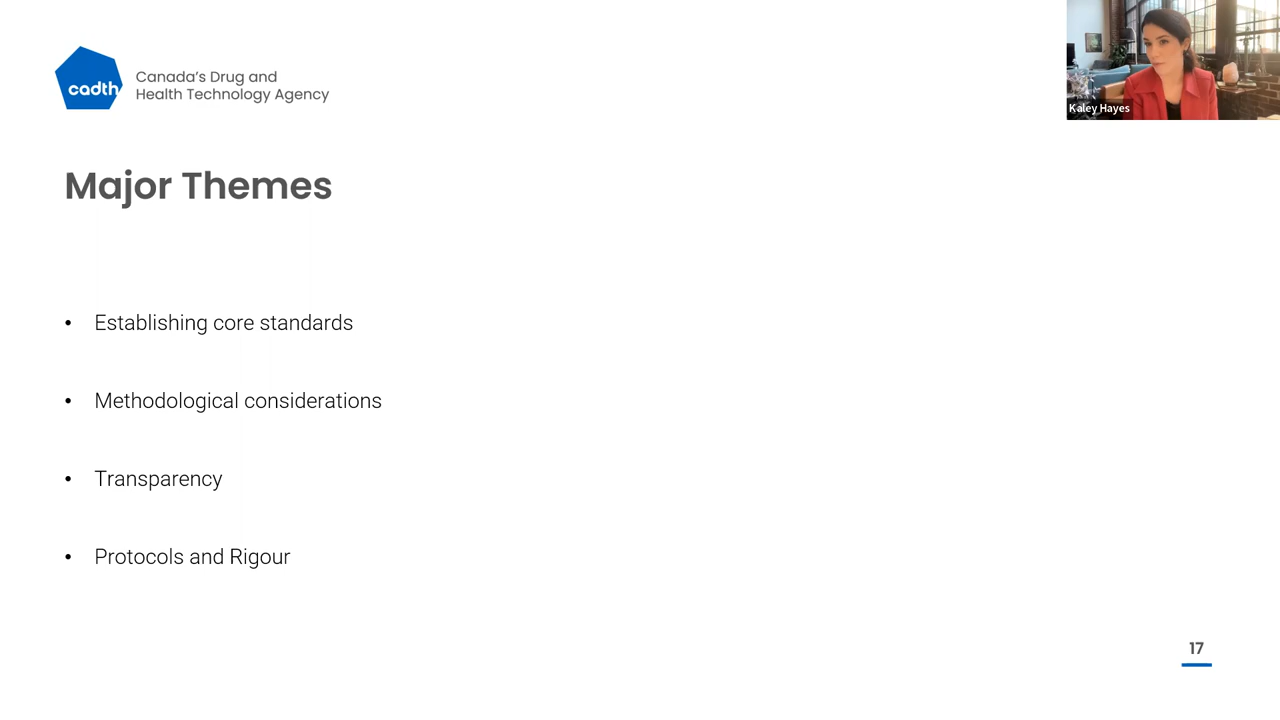 cadth
Canada's Drug and
Health Technology Agency
Kaley Hayes
Major Themes
• Establishing core standards
• Methodological considerations
• Transparency
• Protocols and Rigour
17